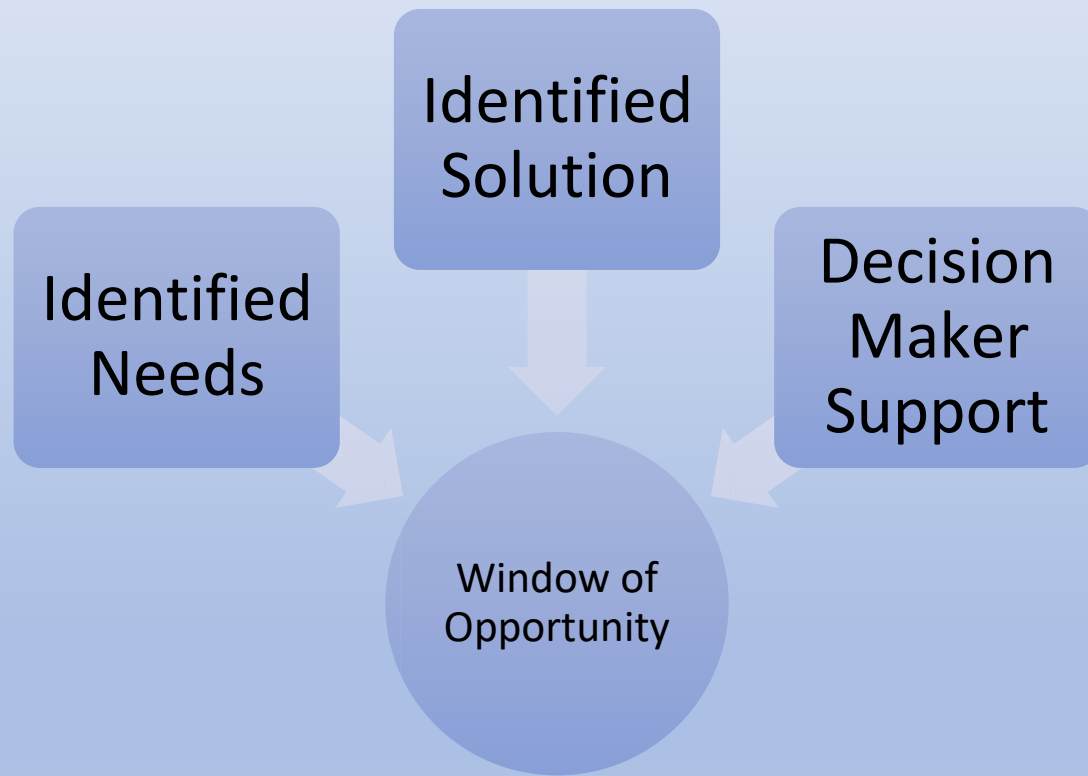 Identified
Solution
Identified
Needs
Decision
Maker
Support
Window of
Opportunity